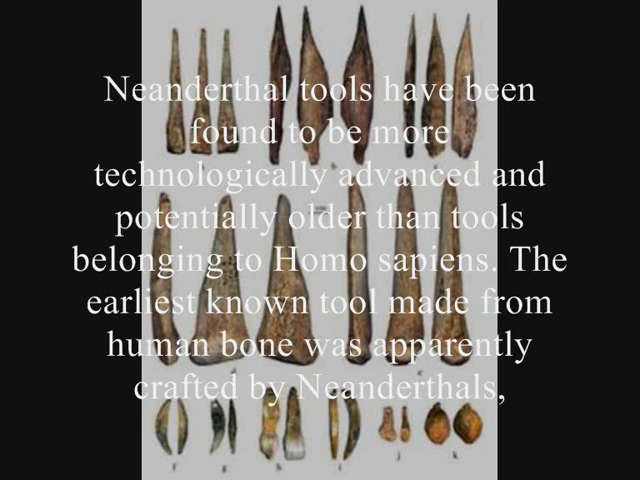 Neanderthal tools have been
found to be more
technologically advanced and
potentially older than tools
belonging to Homo sapiens. The
earliest known tool made from
human bone was apparently
crafted by Neanderthals,